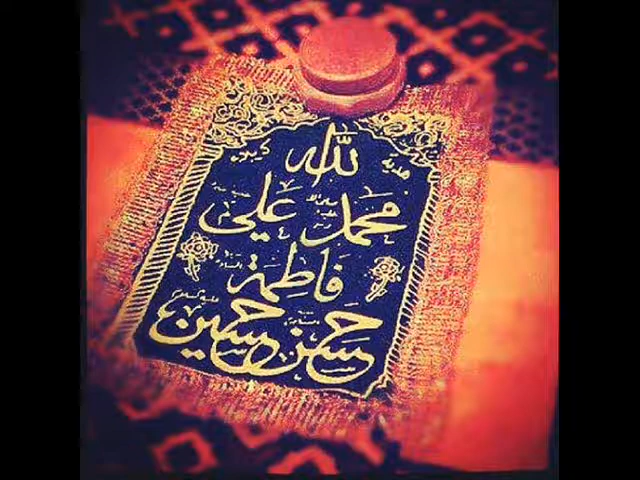 الله
محمد علي
فاطمة
حسن حسين